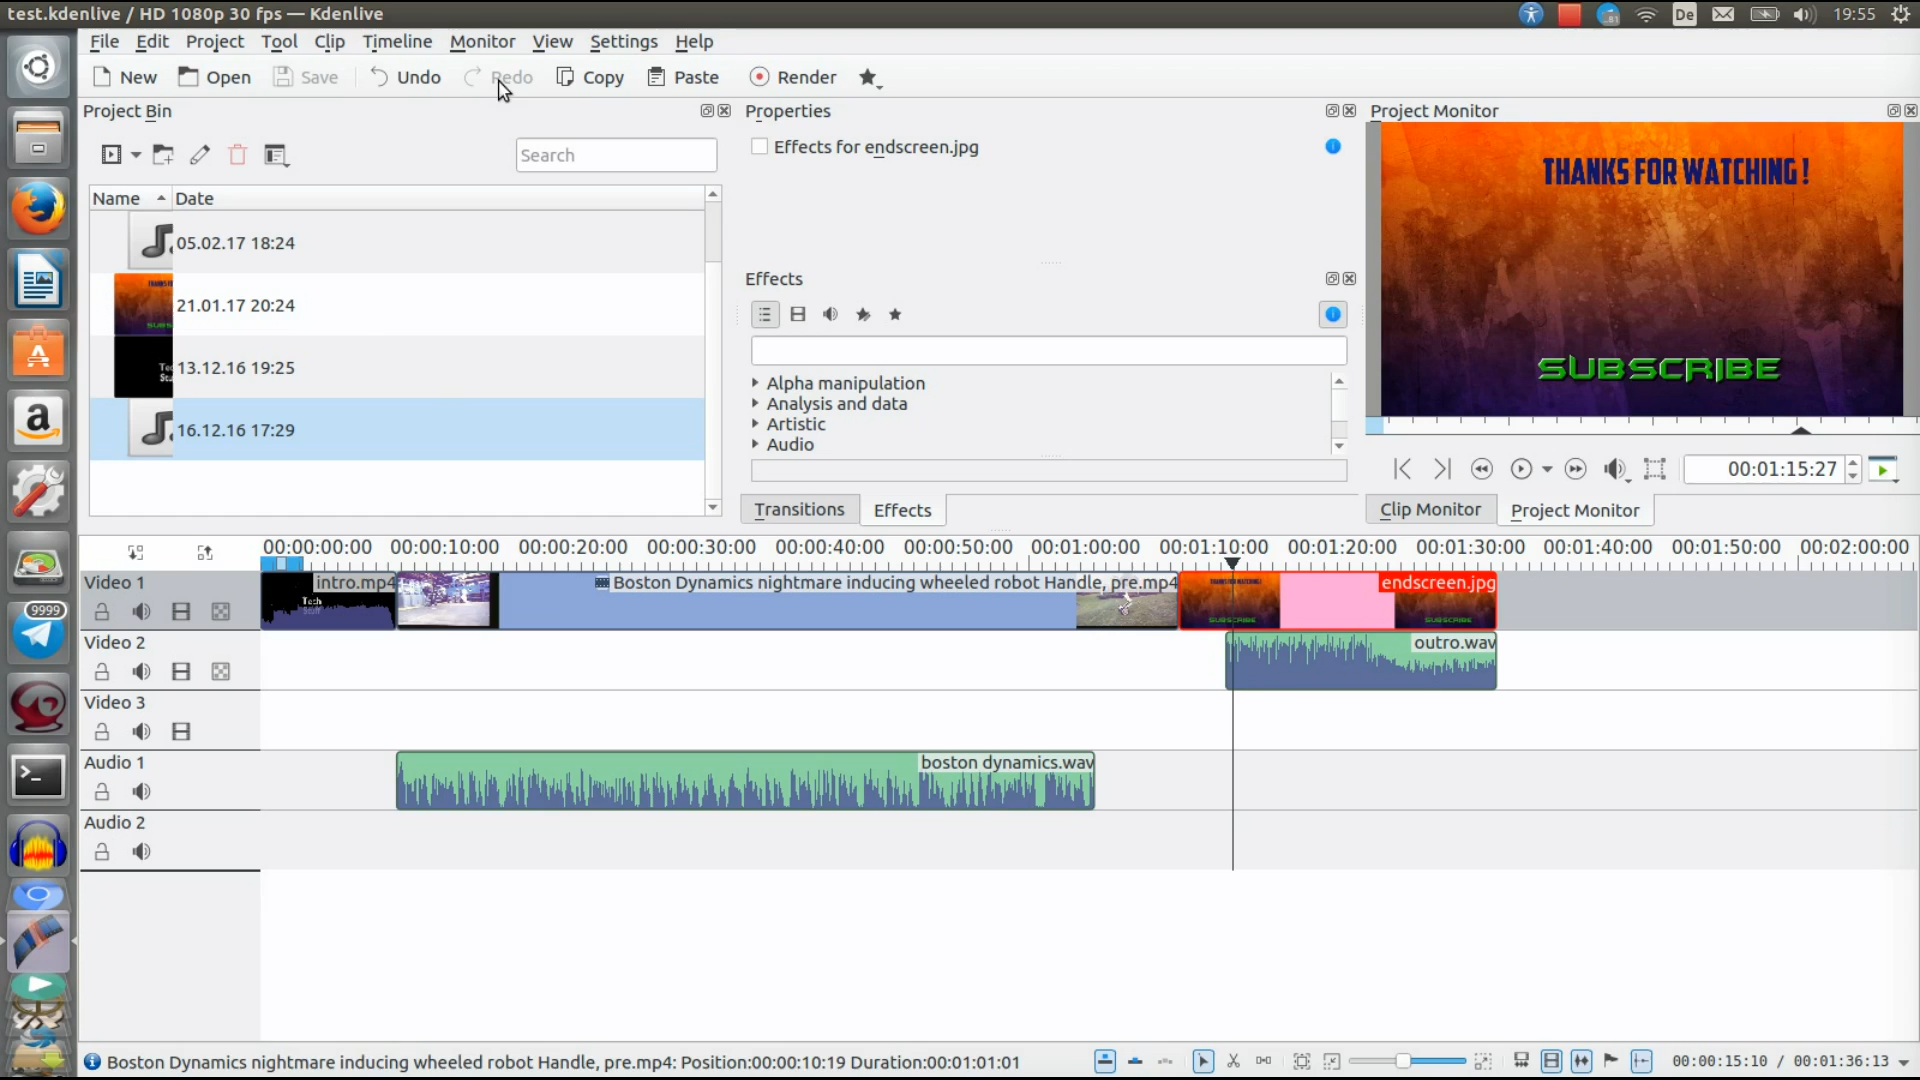 test.kdenlive / HD 1080p 30 fps — Kdenlive
De
81
19:55
File Edit Project Tool Clip Timeline Monitor View Settings Help
New Open Save Undo Redo Copy Paste Render
Project Bin
Properties
Project Monitor
Search
Effects for endscreen.jpg
THANKS FOR WATCHING !
SUBSCRIBE
Name Date
05.02.17 18:24
21.01.17 20:24
13.12.16 19:25
16.12.16 17:29
Effects
Alpha manipulation
Analysis and data
Artistic
Audio
00:01:15:27
Transitions Effects
Clip Monitor Project Monitor
00:00:00:00 00:00:10:00 00:00:20:00 00:00:30:00 00:00:40:00 00:00:50:00 00:01:00:00 00:01:10:00 00:01:20:00 00:01:30:00 00:01:40:00 00:01:50:00 00:02:00:00
Video 1
intro.mp4
Tech
Stuff
Boston Dynamics nightmare inducing wheeled robot Handle, pre.mp4
endscreen.jpg
SUBSCRIBE
SUBSCRIBE
Video 2
outro.wav
Video 3
Audio 1
boston dynamics.wav
Audio 2
9999
Boston Dynamics nightmare inducing wheeled robot Handle, pre.mp4: Position:00:00:10:19 Duration:00:01:01:01
00:00:15:10 / 00:01:36:13